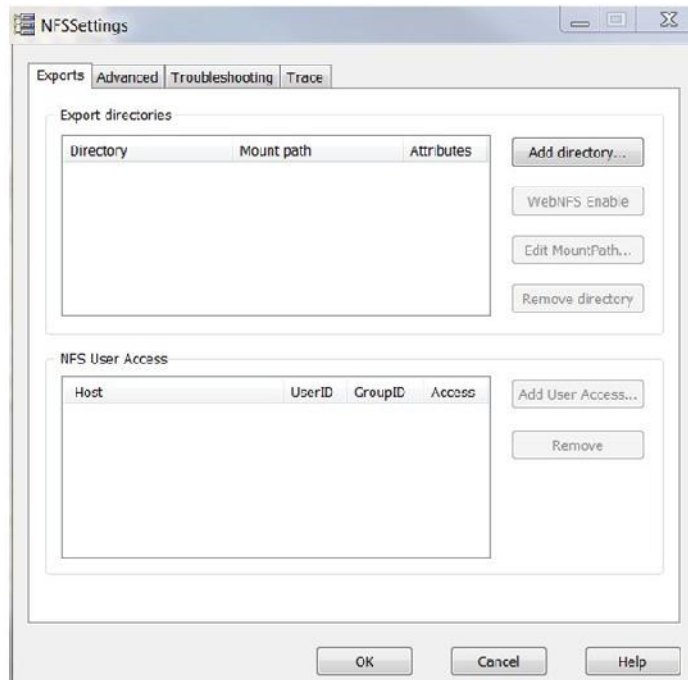 NFSSettings
Exports Advanced Troubleshooting Trace
Export directories
Directory Mount path Attributes
Add directory...
WebNFS Enable
Edit MountPath...
Remove directory
NFS User Access
Host UserID GroupID Access
Add User Access...
Remove
OK Cancel Help